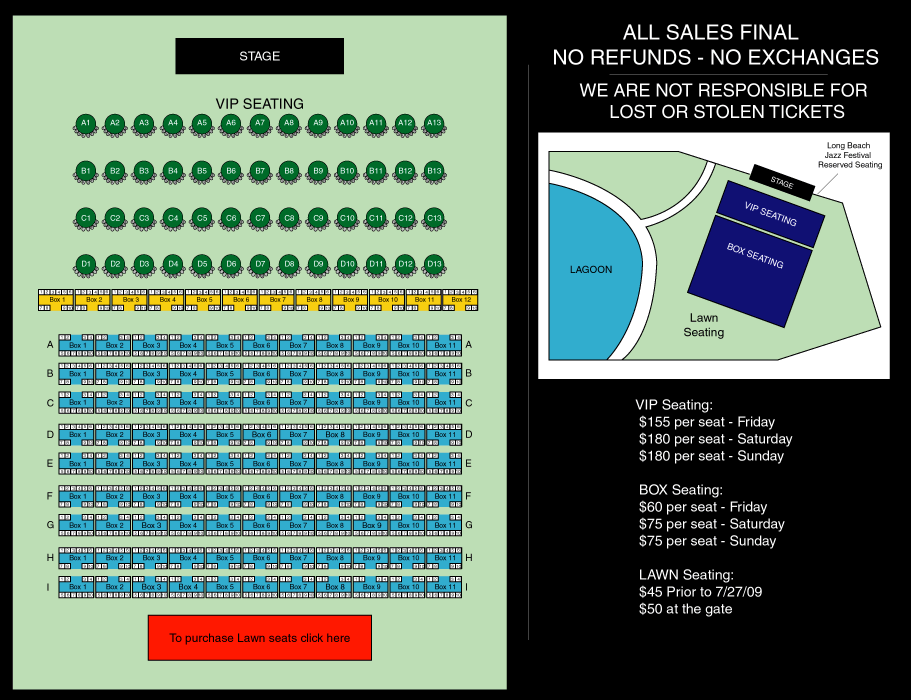 STAGE
VIP SEATING
A1 A2 A3 A4 A5 A6 A7 A8 A9 A10 A11 A12 A13
B1 B2 B3 B4 B5 B6 B7 B8 B9 B10 B11 B12 B13
C1 C2 C3 C4 C5 C6 C7 C8 C9 C10 C11 C12 C13
D1 D2 D3 D4 D5 D6 D7 D8 D9 D10 D11 D12 D13
Box 1 Box 2 Box 3 Box 4 Box 5 Box 6 Box 7 Box 8 Box 9 Box 10 Box 11 Box 12
A Box 1 Box 2 Box 3 Box 4 Box 5 Box 6 Box 7 Box 8 Box 9 Box 10 Box 11 A
B Box 1 Box 2 Box 3 Box 4 Box 5 Box 6 Box 7 Box 8 Box 9 Box 10 Box 11 B
C Box 1 Box 2 Box 3 Box 4 Box 5 Box 6 Box 7 Box 8 Box 9 Box 10 Box 11 C
D Box 1 Box 2 Box 3 Box 4 Box 5 Box 6 Box 7 Box 8 Box 9 Box 10 Box 11 D
E Box 1 Box 2 Box 3 Box 4 Box 5 Box 6 Box 7 Box 8 Box 9 Box 10 Box 11 E
F Box 1 Box 2 Box 3 Box 4 Box 5 Box 6 Box 7 Box 8 Box 9 Box 10 Box 11 F
G Box 1 Box 2 Box 3 Box 4 Box 5 Box 6 Box 7 Box 8 Box 9 Box 10 Box 11 G
H Box 1 Box 2 Box 3 Box 4 Box 5 Box 6 Box 7 Box 8 Box 9 Box 10 Box 11 H
I Box 1 Box 2 Box 3 Box 4 Box 5 Box 6 Box 7 Box 8 Box 9 Box 10 Box 11 I
To purchase Lawn seats click here
ALL SALES FINAL
NO REFUNDS - NO EXCHANGES
WE ARE NOT RESPONSIBLE FOR
LOST OR STOLEN TICKETS
Long Beach
Jazz Festival
Reserved Seating
STAGE
VIP SEATING
BOX SEATING
LAGOON
Lawn
Seating
VIP Seating:
$155 per seat - Friday
$180 per seat - Saturday
$180 per seat - Sunday
BOX Seating:
$60 per seat - Friday
$75 per seat - Saturday
$75 per seat - Sunday
LAWN Seating:
$45 Prior to 7/27/09
$50 at the gate